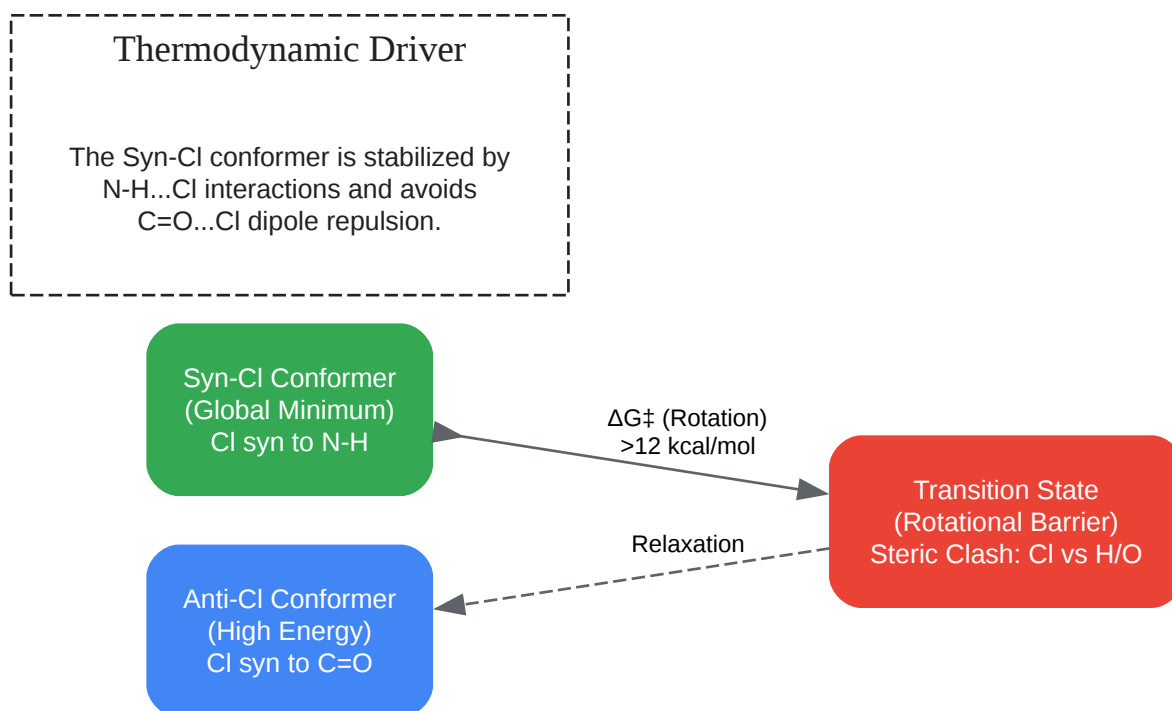 Thermodynamic Driver
The Syn-Cl conformer is stabilized by
N-H...Cl interactions and avoids
C=O...Cl dipole repulsion.
Syn-Cl Conformer
(Global Minimum)
Cl syn to N-H
ΔG‡ (Rotation)
>12 kcal/mol
Transition State
(Rotational Barrier)
Steric Clash: Cl vs H/O
Relaxation
Anti-Cl Conformer
(High Energy)
Cl syn to C=O